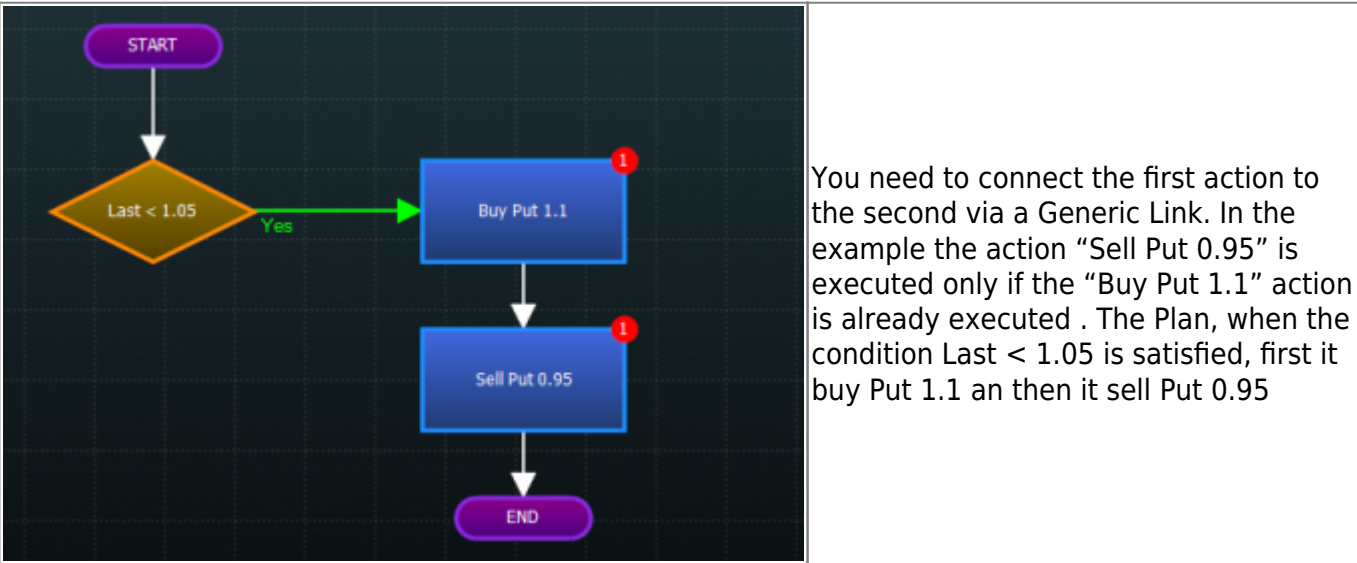 START
Last < 1.05
Yes
1
Buy Put 1.1
1
Sell Put 0.95
END
You need to connect the first action to
the second via a Generic Link. In the
example the action “Sell Put 0.95” is
executed only if the “Buy Put 1.1” action
is already executed . The Plan, when the
condition Last < 1.05 is satisfied, first it
buy Put 1.1 an then it sell Put 0.95